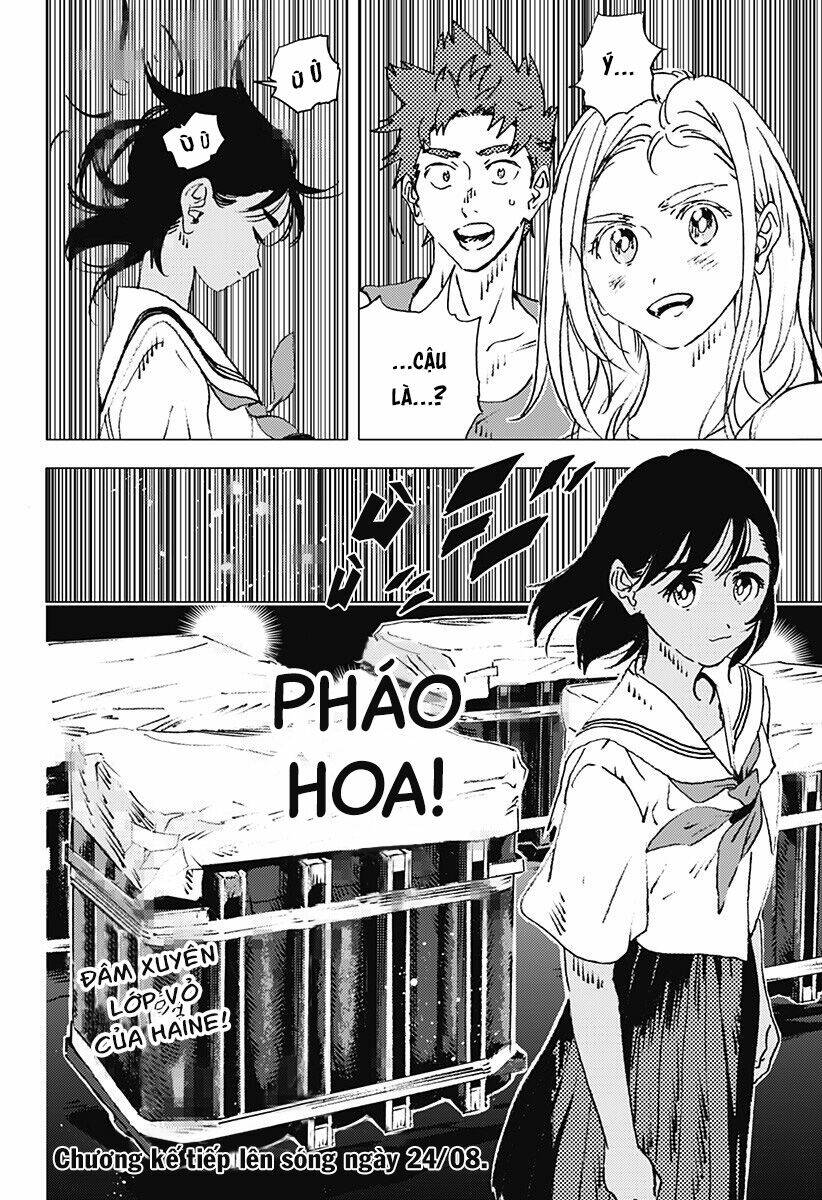 Ý...
...CẬU
LÀ...?
Ữ Û
Ữ Û
Ù Ù
PHÁO
HOA!
ĐÂM XUYÊN
LỚP VỎ
CỦA HAINE!
Chương kế tiếp lên sóng ngày 24/08.